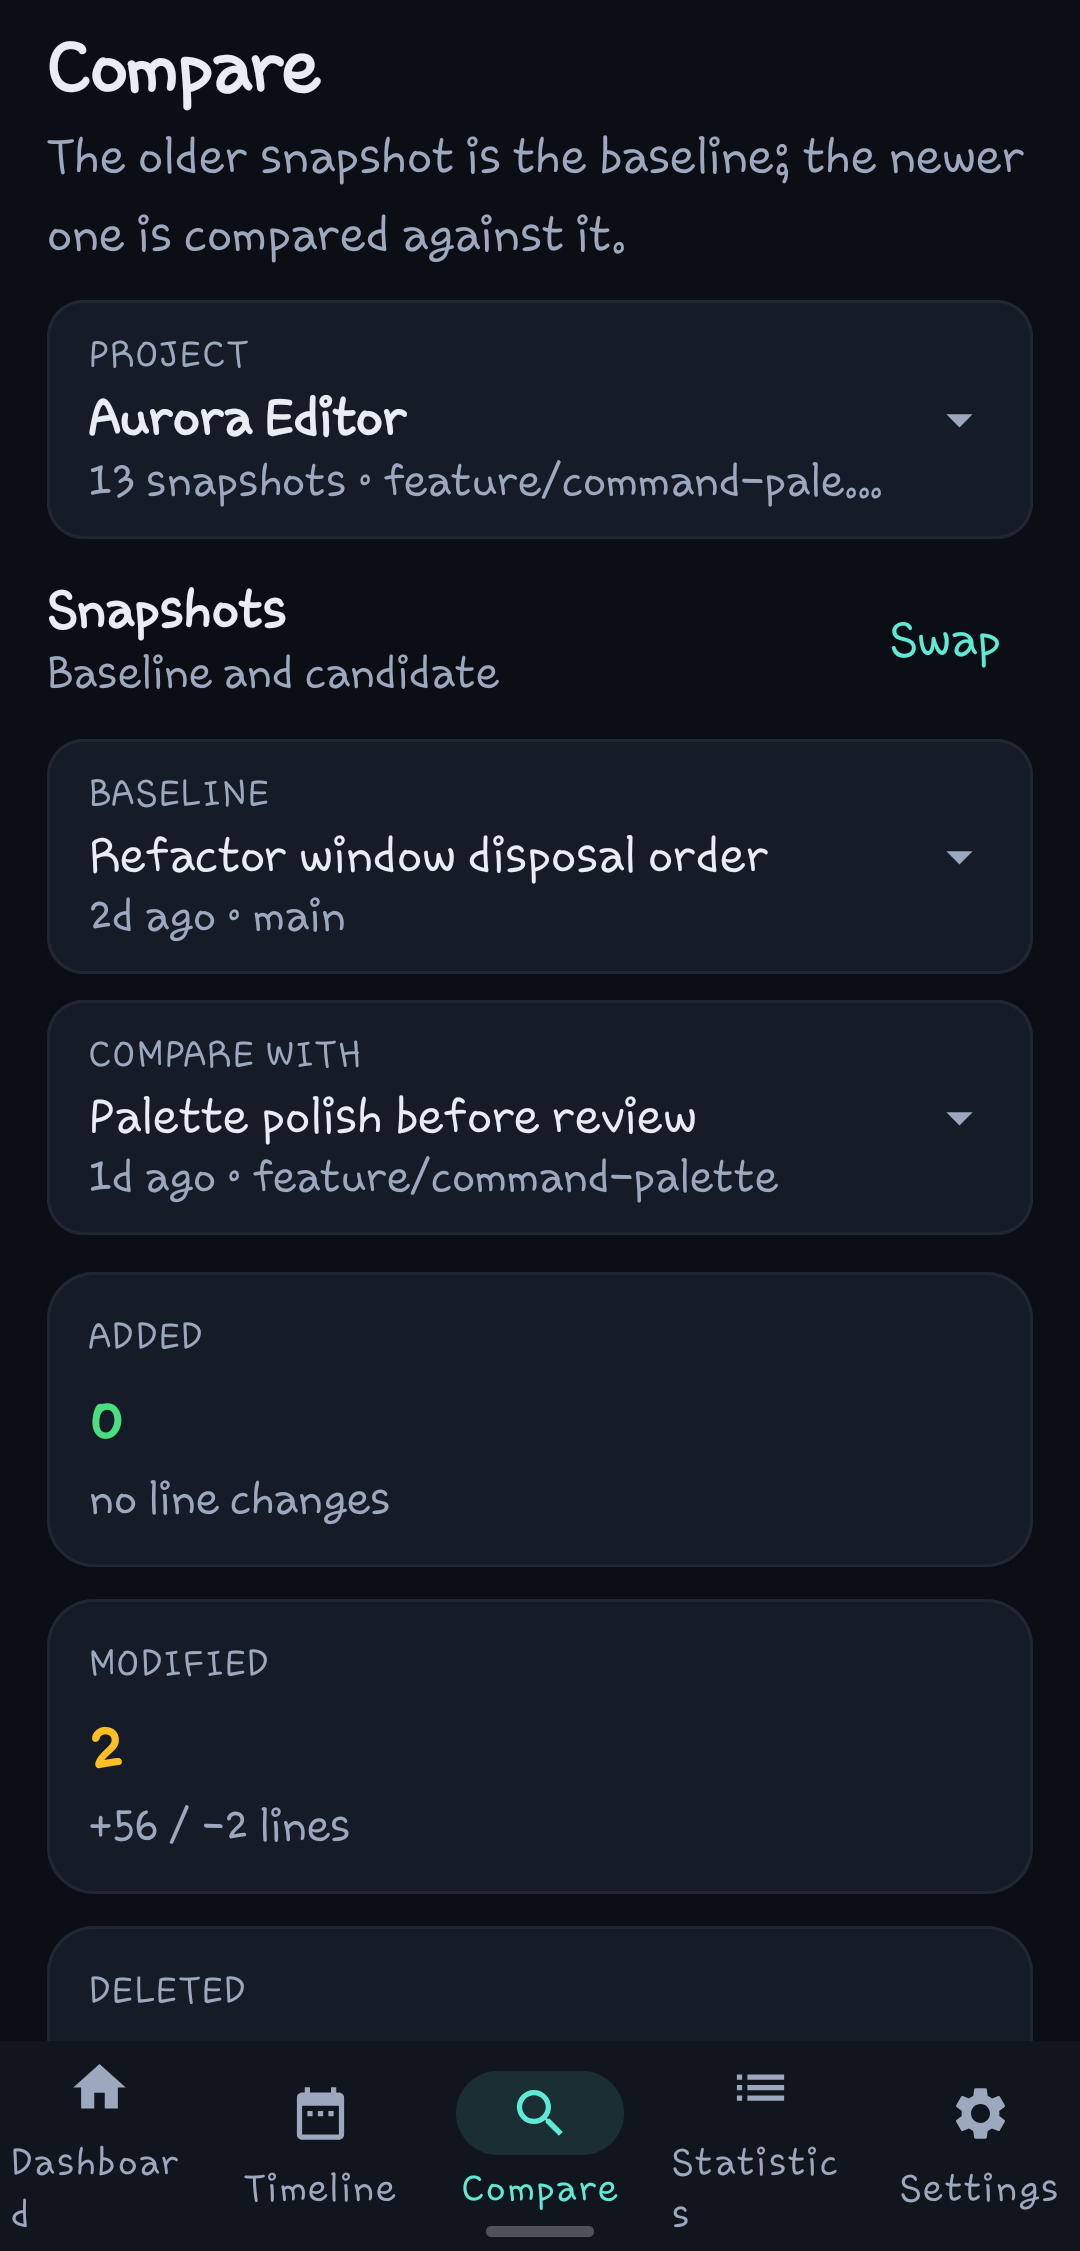 Compare
The older snapshot is the baseline; the newer
one is compared against it.
PROJECT
Aurora Editor
13 snapshots • feature/command-pale...
Snapshots
Baseline and candidate
Swap
BASELINE
Refactor window disposal order
2d ago • main
COMPARE WITH
Palette polish before review
1d ago • feature/command-palette
ADDED
0
no line changes
MODIFIED
2
+56 / -2 lines
DELETED
Dashboar
d
Timeline
Compare
Statistic
s
Settings